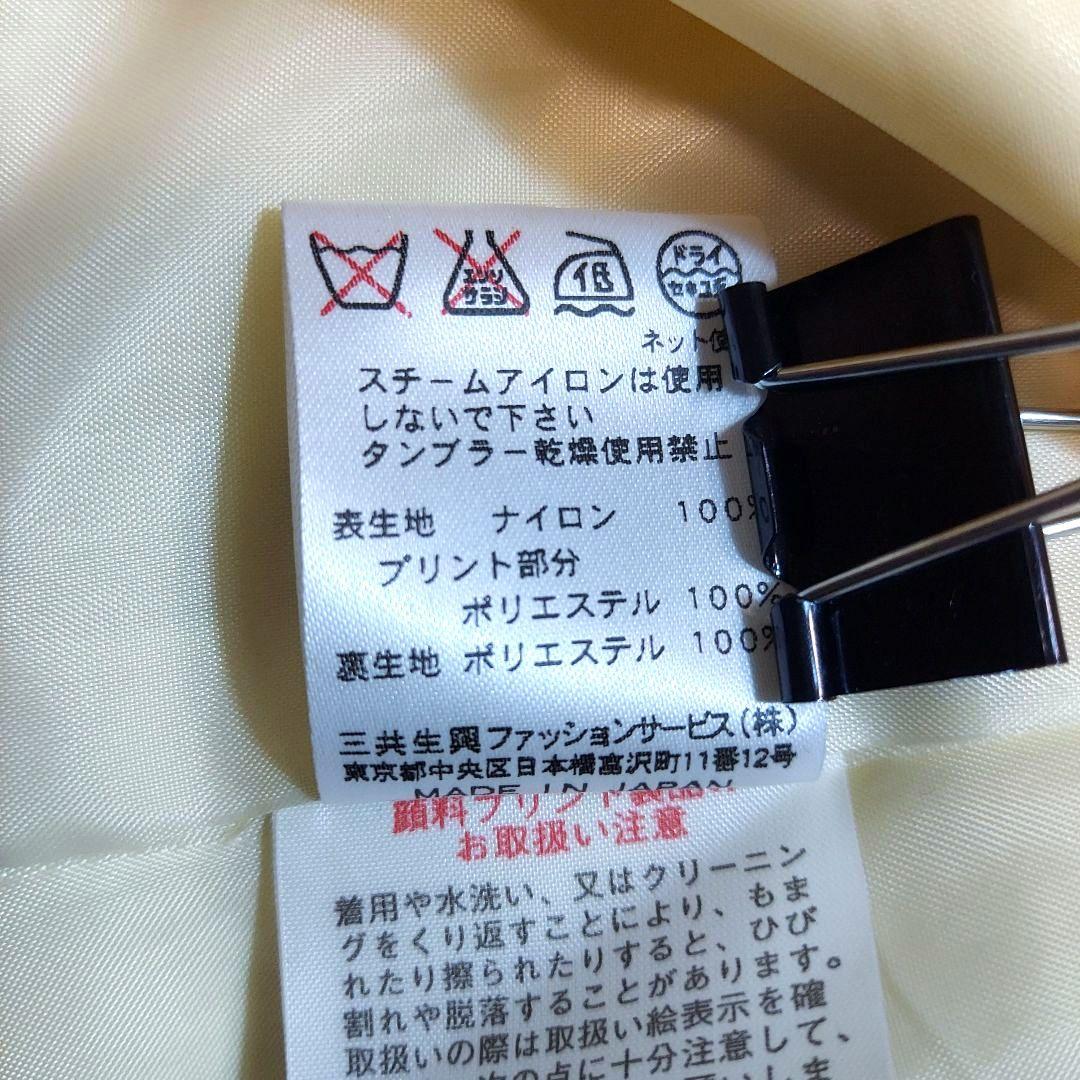 エンソ
サラシ
低
ドライ
セキユ系
ネット使
スチームアイロンは使用
しないで下さい
タンブラー乾燥使用禁止
表生地 ナイロン 100%
プリント部分
ポリエステル 100%
裏生地 ポリエステル 100%
三共生興ファッションサービス(株)
東京都中央区日本橋富沢町11番12号
MADE IN JAPAN
顔料プリント製品
お取扱い注意
着用や水洗い、又はクリーニン
グをくり返すことにより、もま
れたり擦られたりすると、ひび
割れや脱落することがあります。
取扱いの際は取扱い絵表示を確
の点に十分注意して、